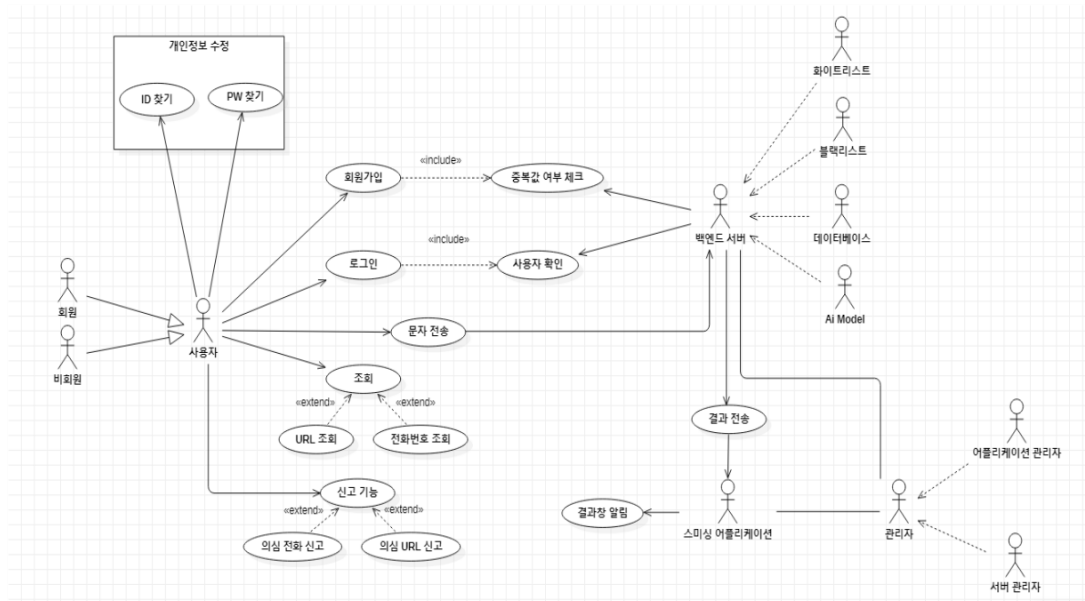 개인정보 수정
ID 찾기
PW 찾기
화이트리스트
블랙리스트
회원가입
«include»
중복값 여부 체크
백엔드 서버
데이터베이스
«include»
로그인
사용자 확인
Ai Model
회원
사용자
문자 전송
비회원
조회
«extend»
«extend»
URL 조회
전화번호 조회
결과 전송
어플리케이션 관리자
신고 기능
«extend»
«extend»
의심 전화 신고
의심 URL 신고
결과창 알림
스미싱 어플리케이션
관리자
서버 관리자